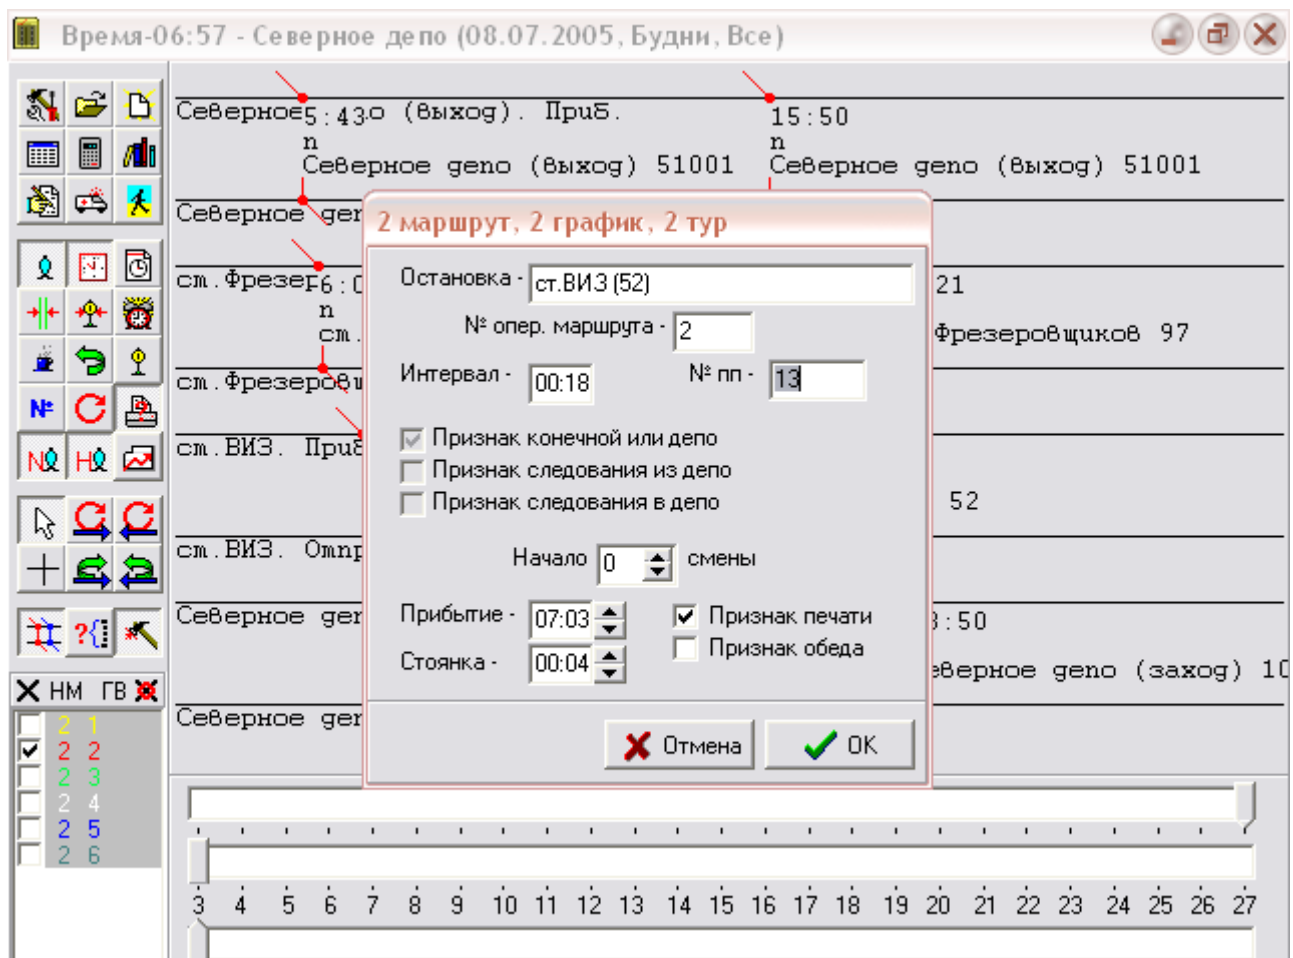 Время-06:57 - Северное депо (08.07.2005, Будни, Все)
Северное 5:43 о (выход). Приб. 15:50
п п
Северное депо (выход) 51001 Северное депо (выход) 51001
Северное деп
2 маршрут, 2 график, 2 тур
ст.Фрезер 6:0 21
п
ст. Фрезеровщиков 97
ст.Фрезеровщ
Остановка - ст.ВИЗ (52)
№ опер. маршрута - 2
Интервал - 00:18 № пп - 13
Признак конечной или депо
Признак следования из депо
Признак следования в депо
ст.ВИЗ. Приб
52
ст.ВИЗ. Отпр
Начало 0 смены
Северное деп :50
Прибытие - 07:03 Признак печати
Стоянка - 00:04 Признак обеда
еверное депо (заход) 10
Северное деп
Отмена ОК
№
N H
?{}
НМ ГВ
2 1
2 2
2 3
2 4
2 5
2 6
3 4 5 6 7 8 9 10 11 12 13 14 15 16 17 18 19 20 21 22 23 24 25 26 27